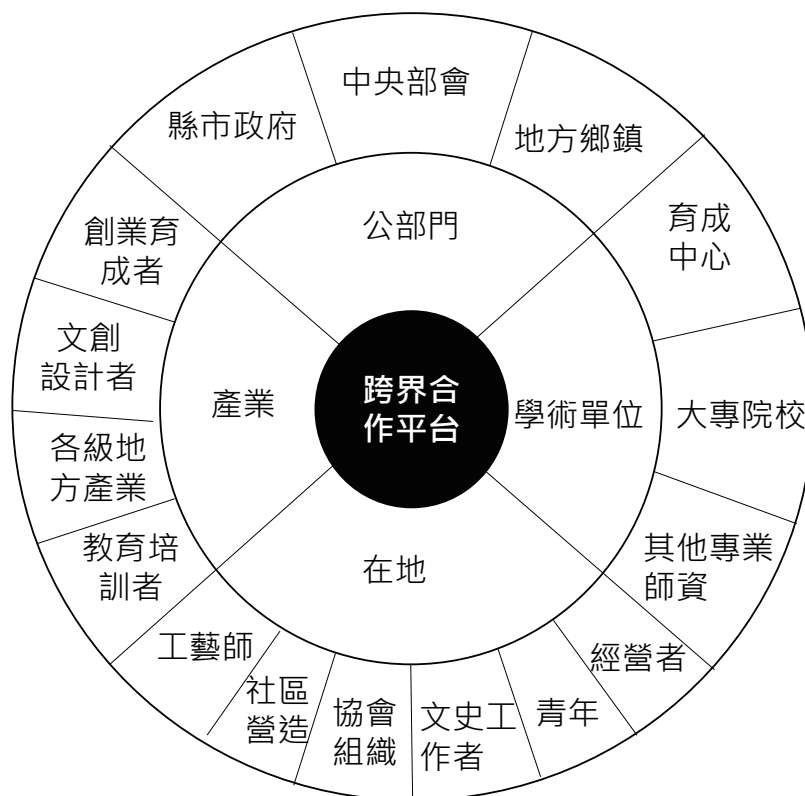 中央部會
縣市政府
地方鄉鎮
公部門
創業育
成者
育成
中心
文創
設計者
產業
跨界合
作平台
學術單位
大專院校
各級地
方產業
教育培
訓者
在地
其他專業
師資
工藝師
社區
營造
協會
組織
文史工
作者
青年
經營者